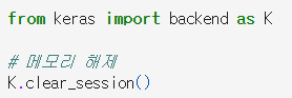 from keras import backend as K

# 메모리 해제
K.clear_session()